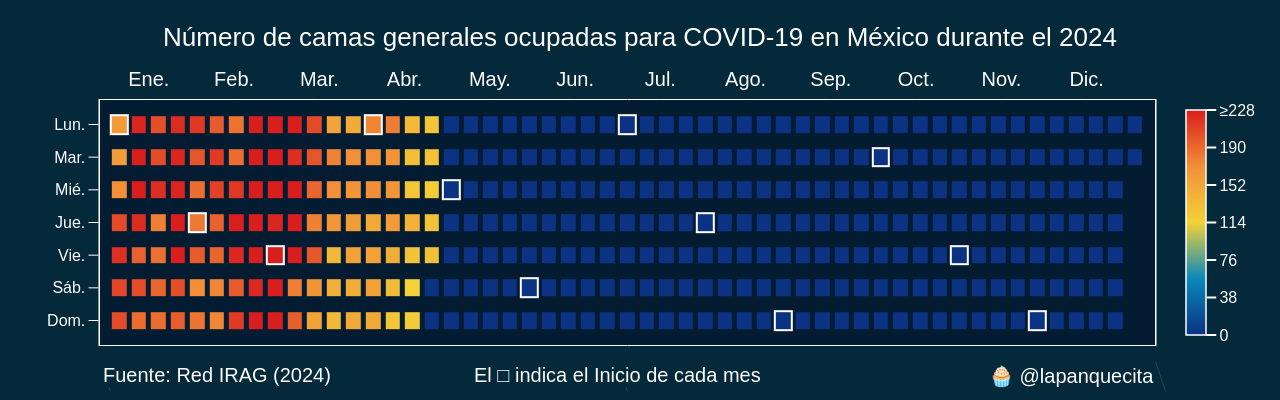 Número de camas generales ocupadas para COVID-19 en México durante el 2024
Ene. Feb. Mar. Abr. May. Jun. Jul. Ago. Sep. Oct. Nov. Dic.
Lun.
Mar.
Mié.
Jue.
Vie.
Sáb.
Dom.
≥228
190
152
114
76
38
0
Fuente: Red IRAG (2024)
El □ indica el Inicio de cada mes
🧁 @lapanquecita